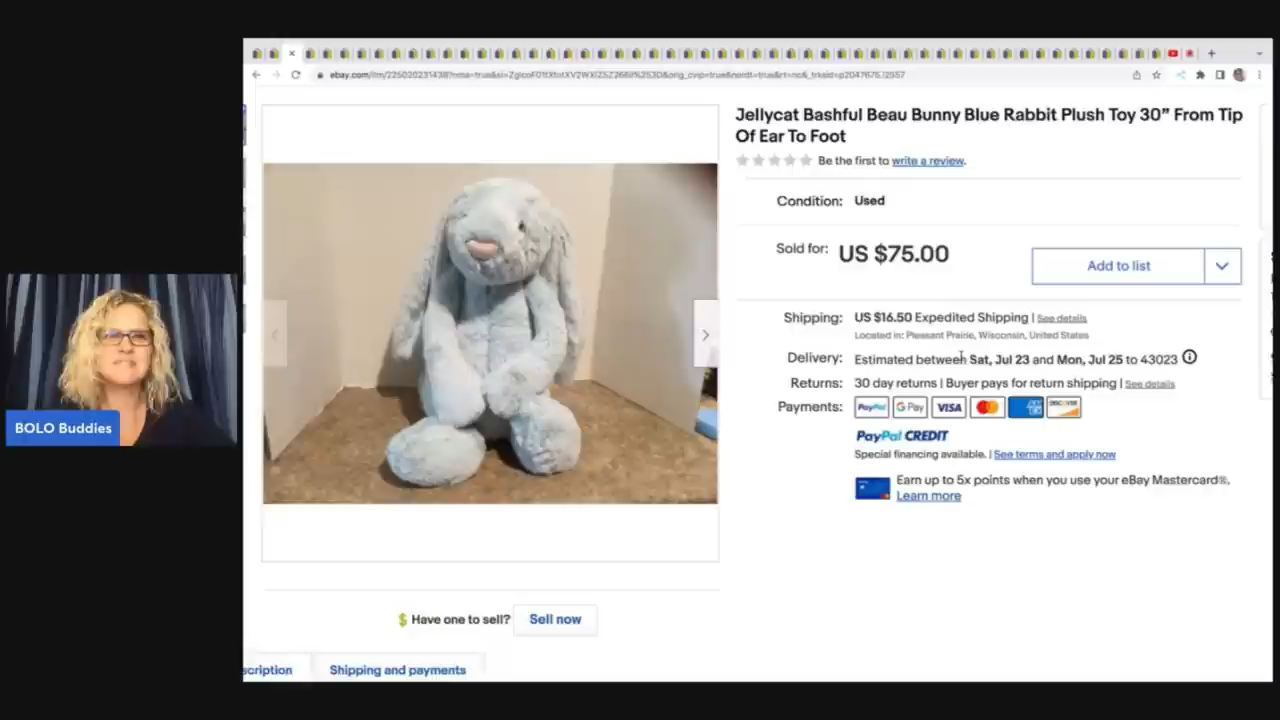 Jellycat Bashful Beau Bunny Blue Rabbit Plush Toy 30” From Tip
Of Ear To Foot
Be the first to write a review.
Condition: Used
Sold for: US $75.00
Add to list
Shipping: US $16.50 Expedited Shipping | See details
Located in: Pleasant Prairie, Wisconsin, United States
Delivery: Estimated between Sat, Jul 23 and Mon, Jul 25 to 43023
Returns: 30 day returns | Buyer pays for return shipping | See details
Payments: PayPal G Pay VISA DISCOVER
PayPal CREDIT
Special financing available. | See terms and apply now
Earn up to 5x points when you use your eBay Mastercard®.
Learn more
BOLO Buddies
Have one to sell? Sell now
scription
Shipping and payments